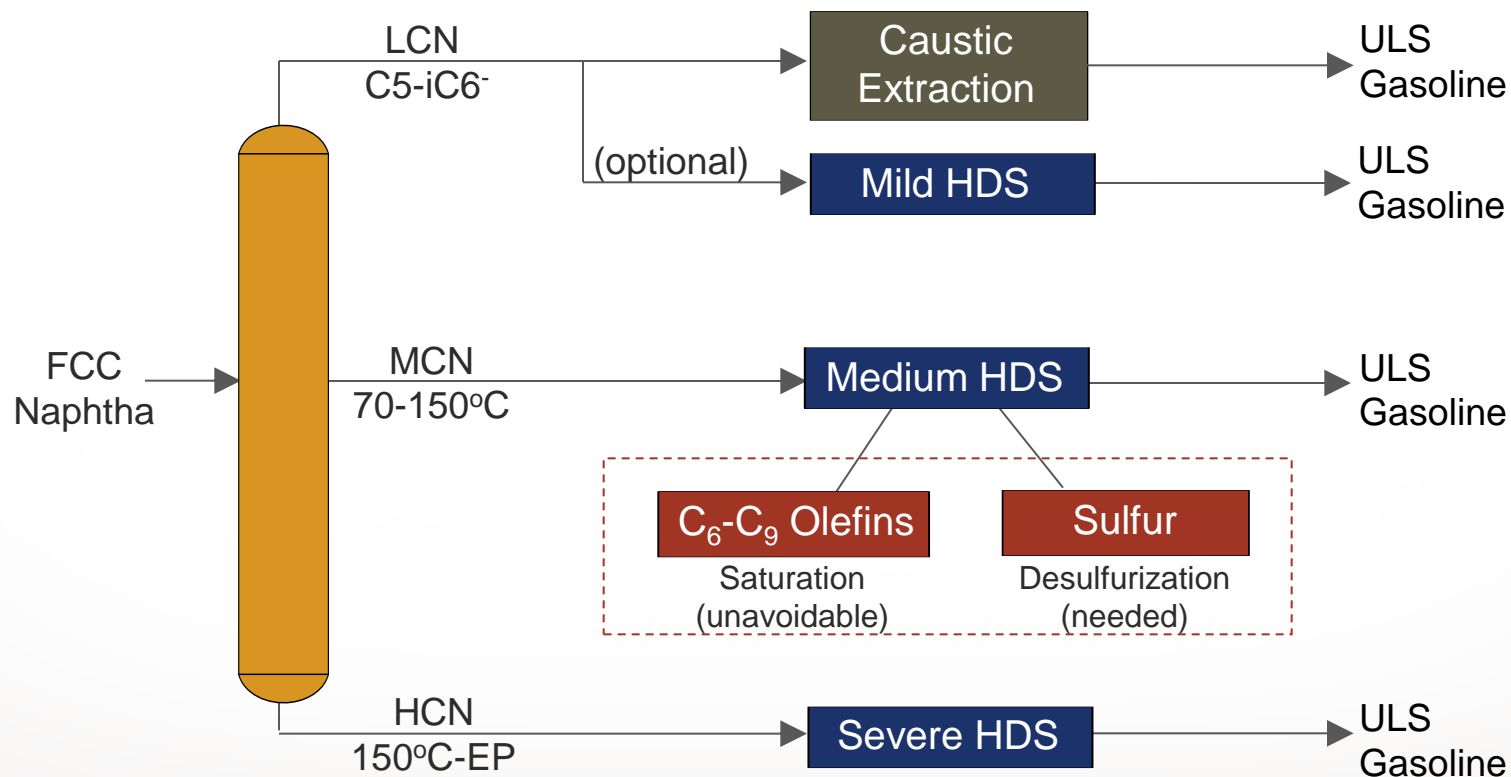 LCN
C5-iC6⁻
Caustic
Extraction
ULS
Gasoline
(optional)
Mild HDS
ULS
Gasoline
FCC
Naphtha
MCN
70-150ºC
Medium HDS
ULS
Gasoline
C₆-C₉ Olefins
Saturation
(unavoidable)
Sulfur
Desulfurization
(needed)
HCN
150ºC-EP
Severe HDS
ULS
Gasoline